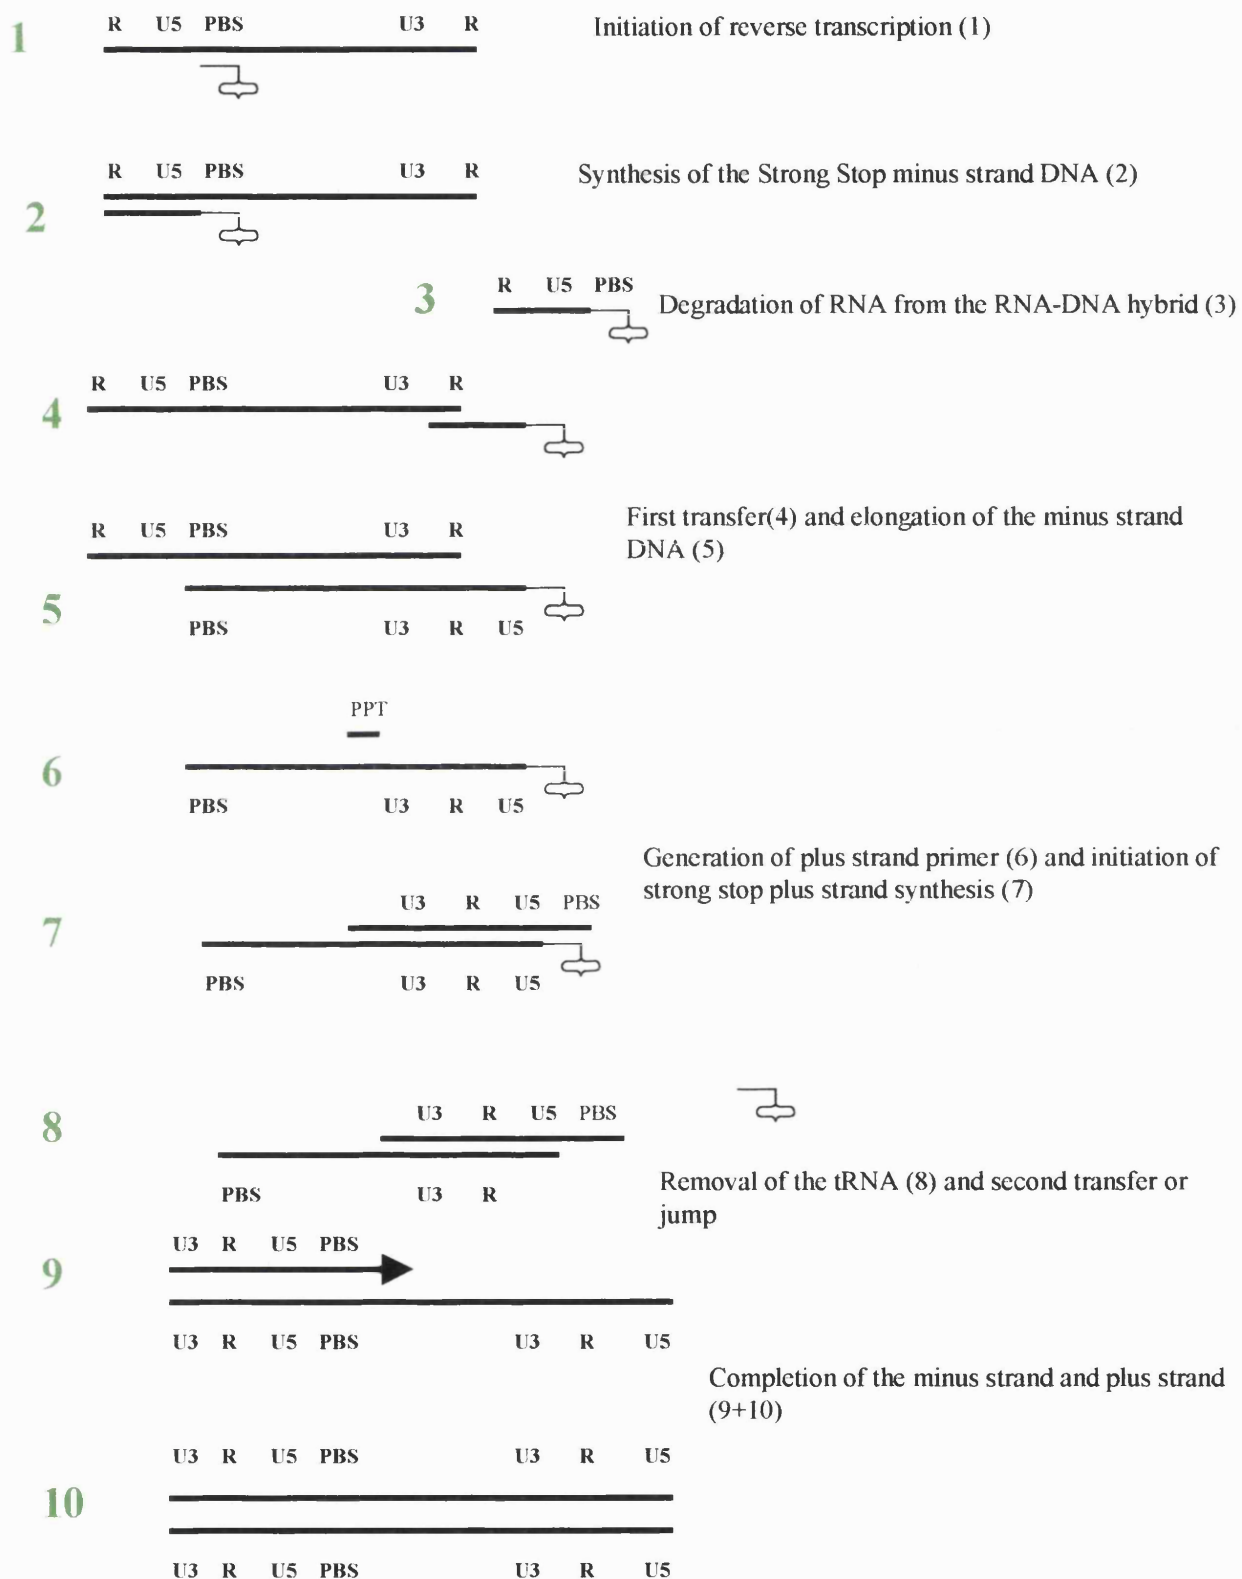 R U5 PBS U3 R
Initiation of reverse transcription (1)
1
R U5 PBS U3 R
Synthesis of the Strong Stop minus strand DNA (2)
2
R U5 PBS
3
Degradation of RNA from the RNA-DNA hybrid (3)
R U5 PBS U3 R
4
First transfer(4) and elongation of the minus strand
DNA (5)
R U5 PBS U3 R
5
PBS U3 R U5
PPT
6
PBS U3 R U5
Generation of plus strand primer (6) and initiation of
strong stop plus strand synthesis (7)
U3 R U5 PBS
7
PBS U3 R U5
U3 R U5 PBS
8
PBS U3 R
Removal of the tRNA (8) and second transfer or
jump
U3 R U5 PBS
9
U3 R U5 PBS U3 R U5
Completion of the minus strand and plus strand
(9+10)
U3 R U5 PBS U3 R U5
10
U3 R U5 PBS U3 R U5